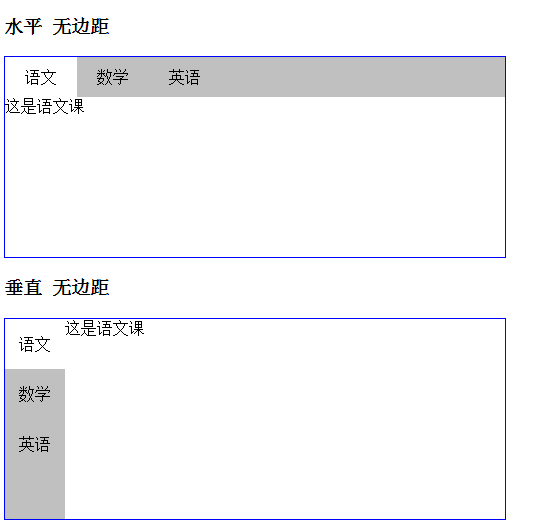 水平 无边距
语文 数学 英语
这是语文课
垂直 无边距
语文
这是语文课
数学
英语